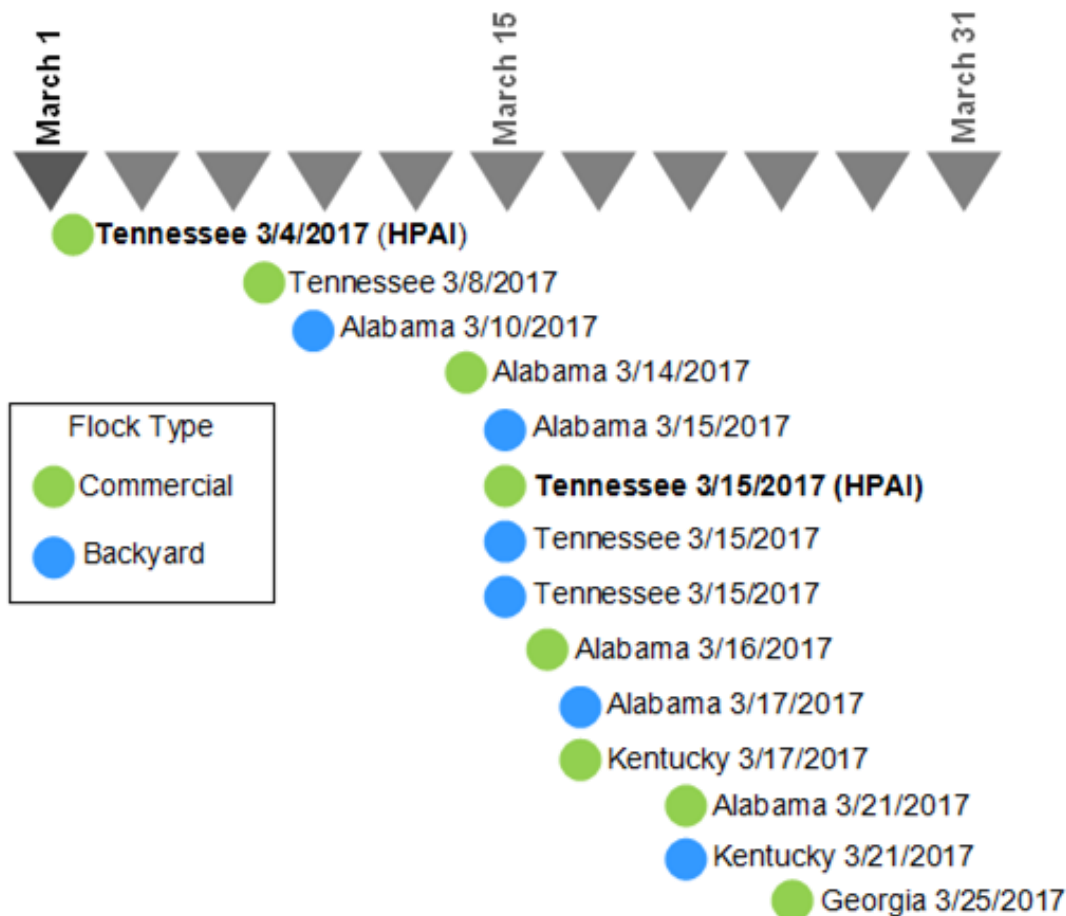 March 1
March 15
March 31
Tennessee 3/4/2017 (HPAI)
Tennessee 3/8/2017
Alabama 3/10/2017
Alabama 3/14/2017
Flock Type
Commercial
Backyard
Alabama 3/15/2017
Tennessee 3/15/2017 (HPAI)
Tennessee 3/15/2017
Tennessee 3/15/2017
Alabama 3/16/2017
Alabama 3/17/2017
Kentucky 3/17/2017
Alabama 3/21/2017
Kentucky 3/21/2017
Georgia 3/25/2017